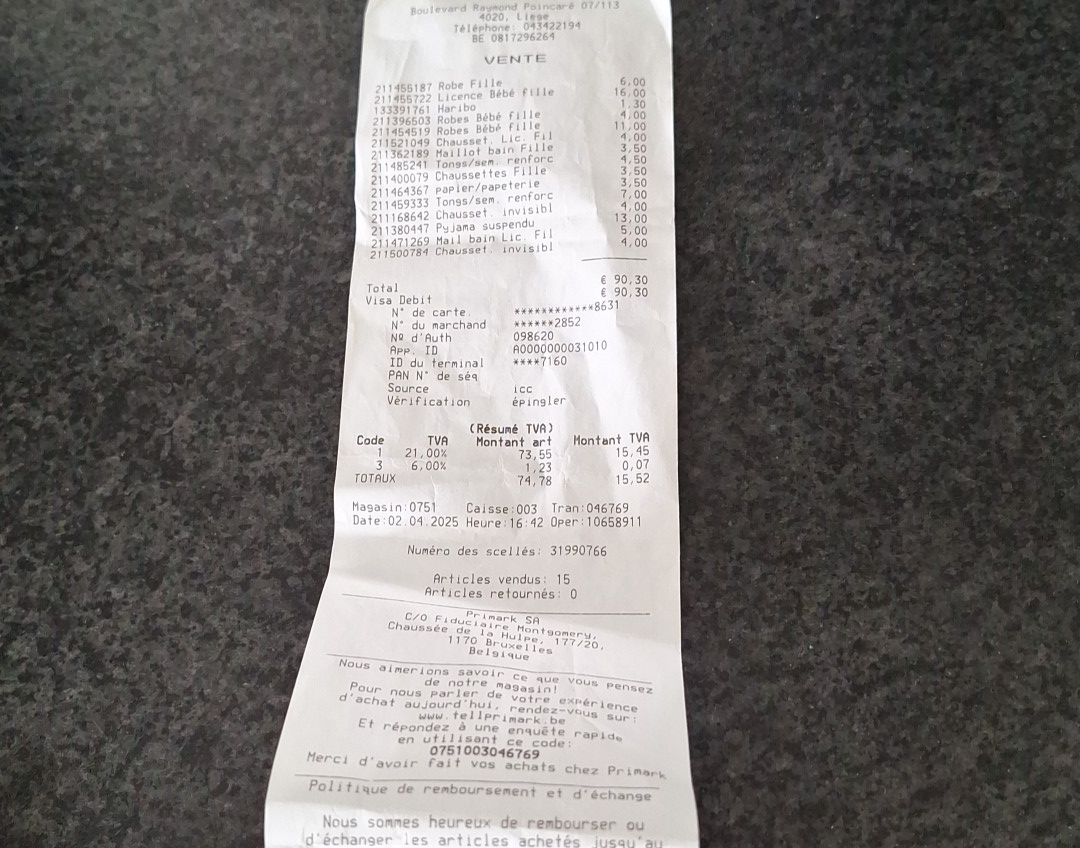 Boulevard Raymond Poincaré 07/113
4020, Liege
Téléphone: 043422194
BE 0817296264
VENTE
211455187 Robe Fille 6,00
211455722 Licence Bébé Fille 16,00
133391761 Haribo 1,30
211396503 Robes Bébé Fille 4,00
211454519 Robes Bébé Fille 11,00
211521049 Chausset. Lic. Fil 4,00
211362189 Maillot bain Fille 3,50
211485241 Tongs/sem. renforc 4,50
211400079 Chaussettes Fille 3,50
211464367 papier/papeterie 3,50
211459333 Tongs/sem. renforc 7,00
211168642 Chausset. invisibl 4,00
211380447 Pyjama suspendu 13,00
211471269 Mail bain Lic. Fil 5,00
211500784 Chausset. invisibl 4,00
Total € 90,30
Visa Debit € 90,30
N° de carte ************8631
N° du marchand ******2852
Nº d'Auth 098620
App. ID A0000000031010
ID du terminal ****7160
PAN N° de séq
Source icc
Vérification épingler
(Résumé TVA)
Code TVA Montant art Montant TVA
1 21,00% 73,55 15,45
3 6,00% 1,23 0,07
TOTAUX 74,78 15,52
Magasin:0751 Caisse:003 Tran:046769
Date:02.04.2025 Heure:16:42 Oper:10658911
Numéro des scellés: 31990766
Articles vendus: 15
Articles retournés: 0
Primark SA
C/O Fiduciaire Montgomery,
Chaussée de la Hulpe, 177/20,
1170 Bruxelles
Belgique
Nous aimerions savoir ce que vous pensez
de notre magasin!
Pour nous parler de votre expérience
d'achat aujourd'hui, rendez-vous sur:
www.tellprimark.be
Et répondez à une enquête rapide
en utilisant ce code:
0751003046769
Merci d'avoir fait vos achats chez Primark
Politique de remboursement et d'échange
Nous sommes heureux de rembourser ou
d'échanger les articles achetés jusqu'au